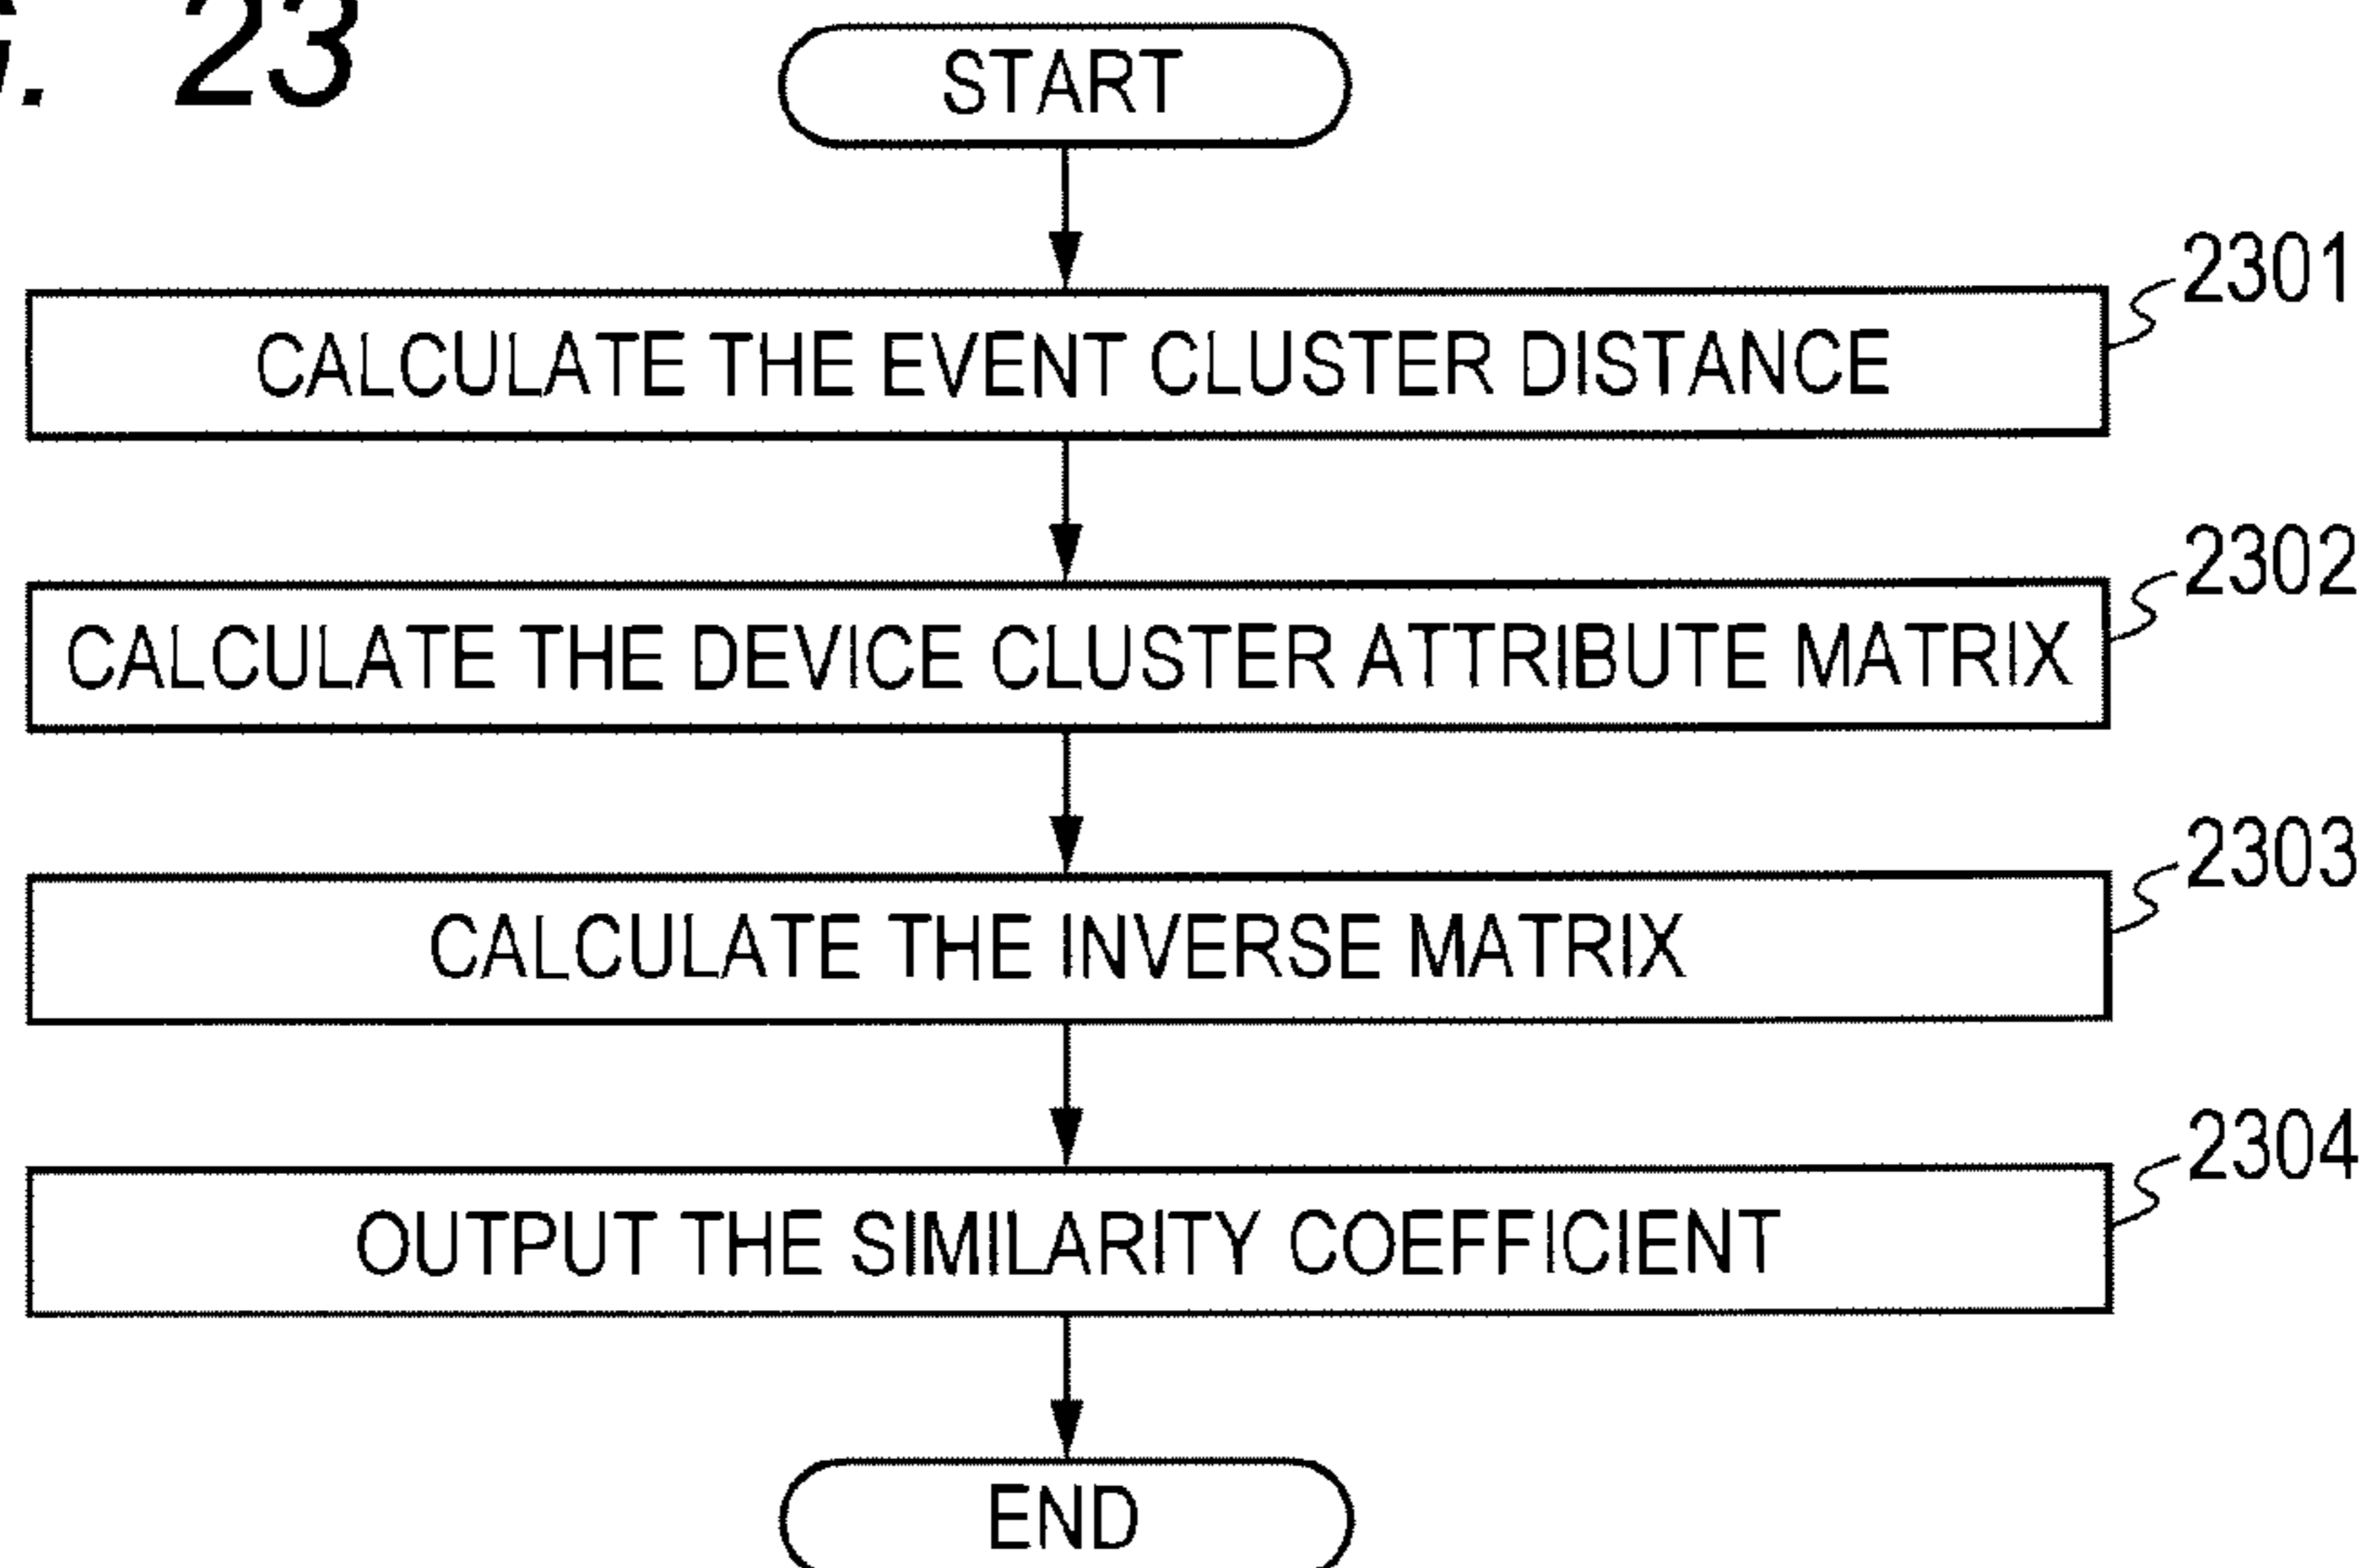 G. 23
START
2301
CALCULATE THE EVENT CLUSTER DISTANCE
2302
CALCULATE THE DEVICE CLUSTER ATTRIBUTE MATRIX
2303
CALCULATE THE INVERSE MATRIX
2304
OUTPUT THE SIMILARITY COEFFICIENT
END